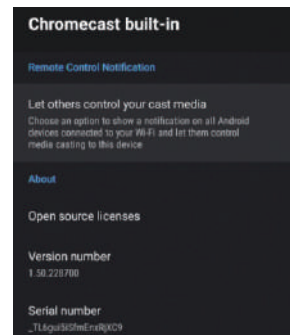 Chromecast built-in
Remote Control Notification
Let others control your cast media
Choose an option to show a notification on all Android
devices connected to your Wi-Fi and let them control
media casting to this device
About
Open source licenses
Version number
1.50.228700
Serial number